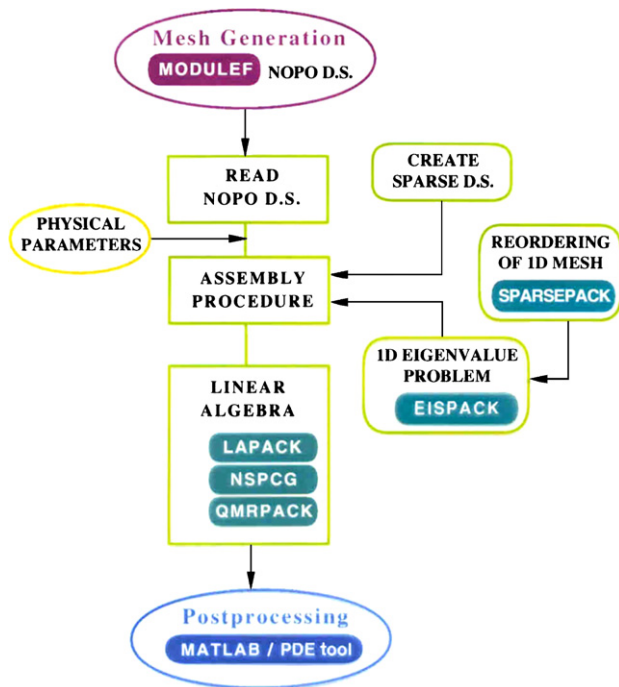 Mesh Generation
MODULEF NOPO D.S.
READ
NOPO D.S.
CREATE
SPARSE D.S.
PHYSICAL
PARAMETERS
REORDERING
OF 1D MESH
SPARSEPACK
ASSEMBLY
PROCEDURE
1D EIGENVALUE
PROBLEM
EISPACK
LINEAR
ALGEBRA
LAPACK
NSPCG
QMRPACK
Postprocessing
MATLAB / PDE tool